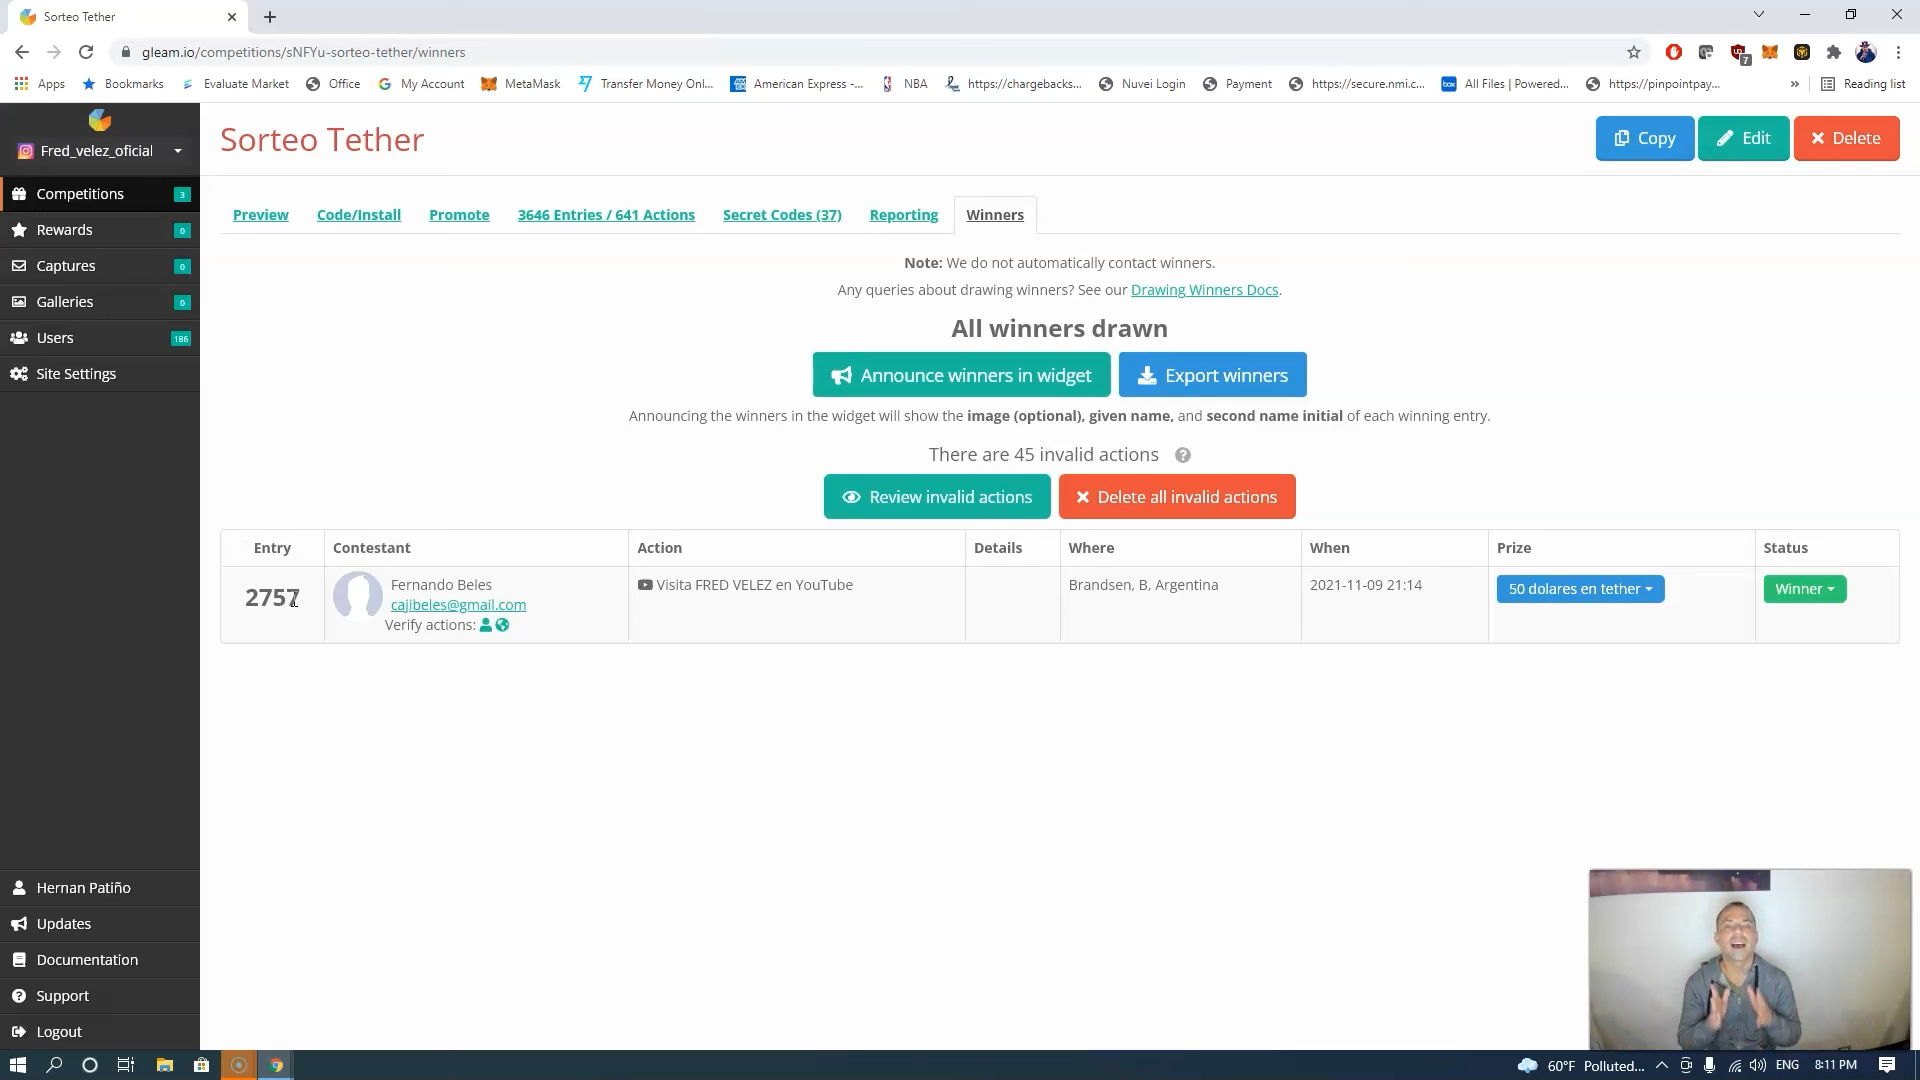 Sorteo Tether
gleam.io/competitions/sNFYu-sorteo-tether/winners
7
Apps Bookmarks Evaluate Market Office My Account MetaMask Transfer Money Onl... American Express -... NBA https://chargebacks... Nuvei Login Payment https://secure.nmi.c... All Files | Powered... https://pinpointpay... » Reading list
Fred_velez_oficial
Competitions 3
Rewards 0
Captures 0
Galleries 0
Users 186
Site Settings
Hernan Patiño
Updates
Documentation
Support
Logout
Sorteo Tether
Copy Edit Delete
Preview Code/Install Promote 3646 Entries / 641 Actions Secret Codes (37) Reporting Winners
Note: We do not automatically contact winners.
Any queries about drawing winners? See our Drawing Winners Docs.
All winners drawn
Announce winners in widget Export winners
Announcing the winners in the widget will show the image (optional), given name, and second name initial of each winning entry.
There are 45 invalid actions ?
Review invalid actions Delete all invalid actions
Entry Contestant Action Details Where When Prize Status
2757 Fernando Beles Visita FRED VELEZ en YouTube Brandsen, B, Argentina 2021-11-09 21:14 50 dolares en tether Winner
cajibeles@gmail.com
Verify actions:
60°F Polluted... ENG 8:11 PM